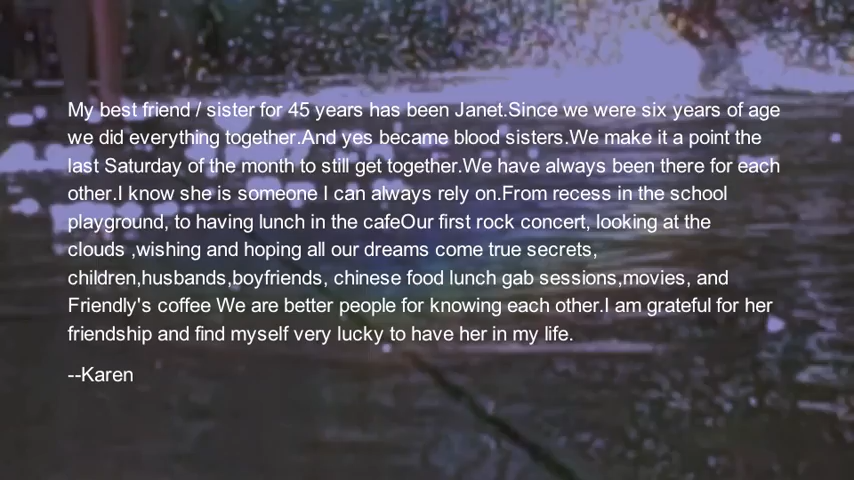 My best friend / sister for 45 years has been Janet.Since we were six years of age
we did everything together.And yes became blood sisters.We make it a point the
last Saturday of the month to still get together.We have always been there for each
other.I know she is someone I can always rely on.From recess in the school
playground, to having lunch in the cafeOur first rock concert, looking at the
clouds ,wishing and hoping all our dreams come true secrets,
children,husbands,boyfriends, chinese food lunch gab sessions,movies, and
Friendly's coffee We are better people for knowing each other.I am grateful for her
friendship and find myself very lucky to have her in my life.
--Karen